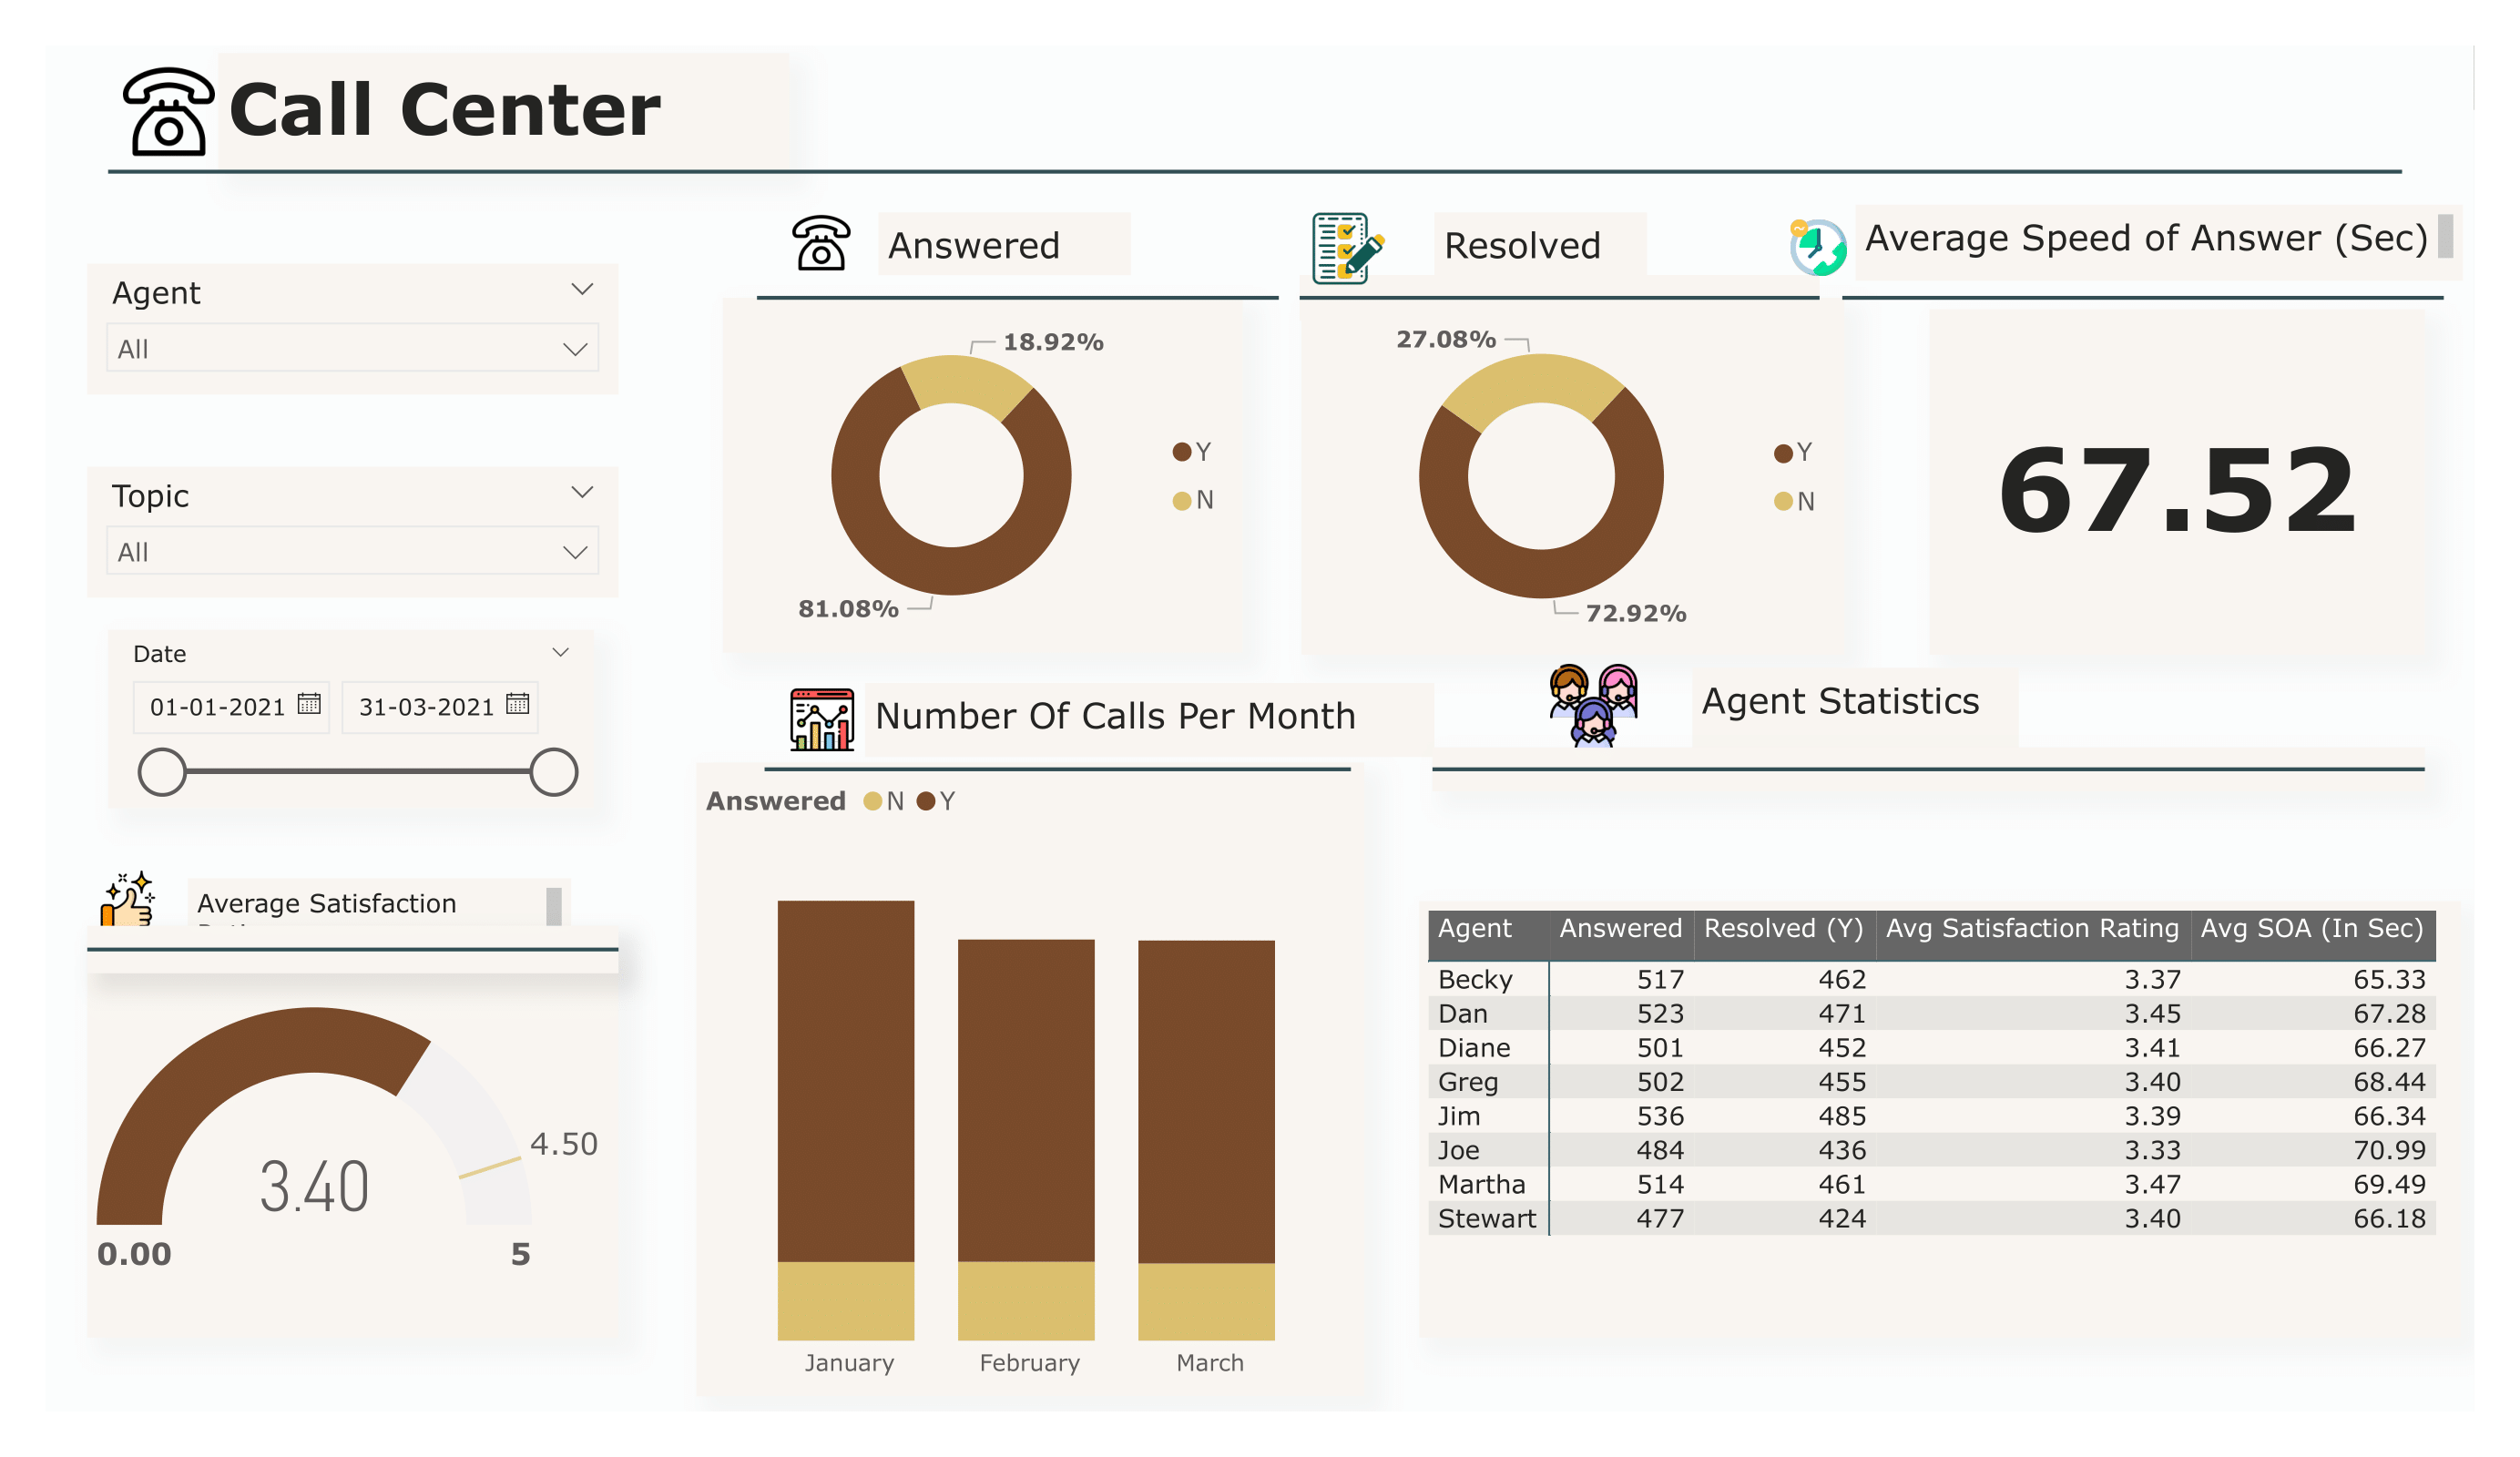 Call Center
Agent
All
Topic
All
Date
01-01-2021 31-03-2021
Average Satisfaction
3.40
4.50
0.00 5
Answered
18.92%
81.08%
Y
N
Resolved
27.08%
72.92%
Y
N
Average Speed of Answer (Sec)
67.52
Number Of Calls Per Month
Answered N Y
January February March
Agent Statistics
Agent Answered Resolved (Y) Avg Satisfaction Rating Avg SOA (In Sec)
Becky 517 462 3.37 65.33
Dan 523 471 3.45 67.28
Diane 501 452 3.41 66.27
Greg 502 455 3.40 68.44
Jim 536 485 3.39 66.34
Joe 484 436 3.33 70.99
Martha 514 461 3.47 69.49
Stewart 477 424 3.40 66.18